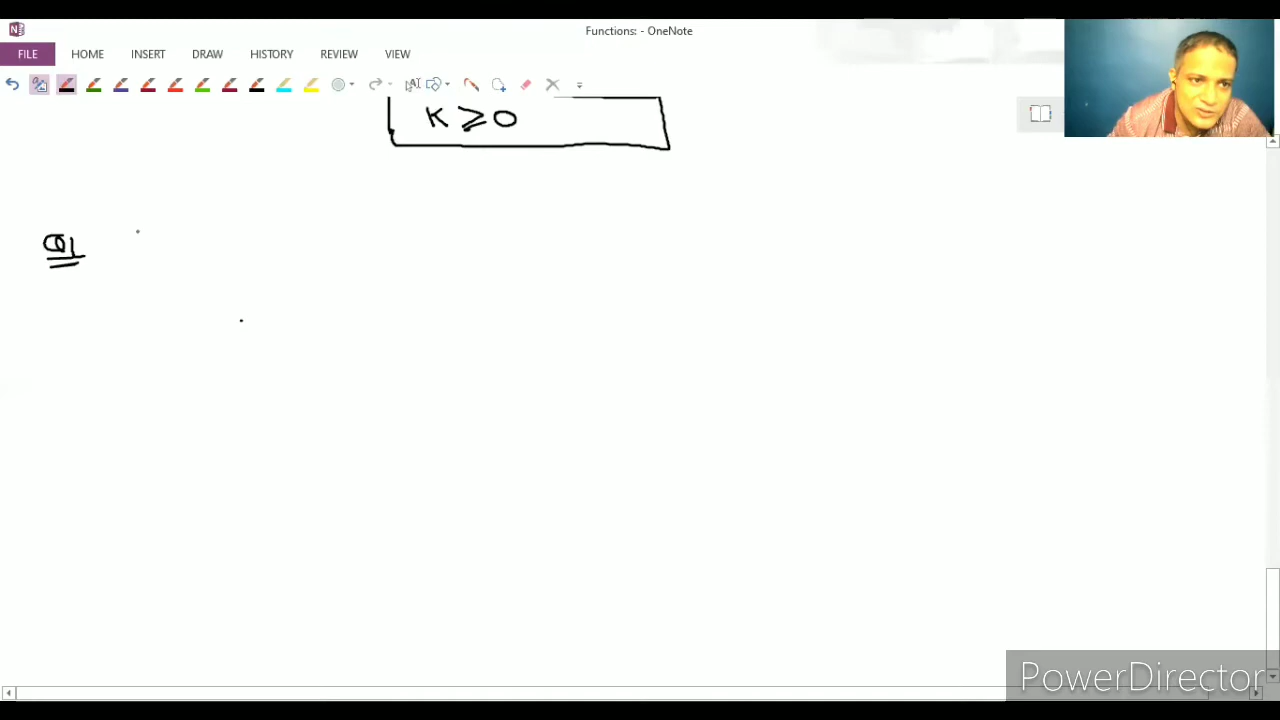 Functions: - OneNote
FILE HOME INSERT DRAW HISTORY REVIEW VIEW
K ⩾ 0
Q1
PowerDirector